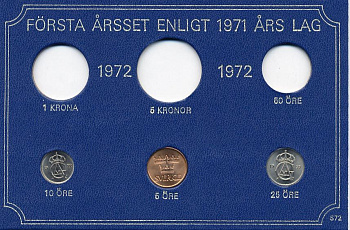 FÖRSTA ÅRSSET ENLIGT 1971 ÅRS LAG
1972 1972
1 KRONA 5 KRONOR 50 ÖRE
SVERIGE
10 ÖRE 5 ÖRE 25 ÖRE
572